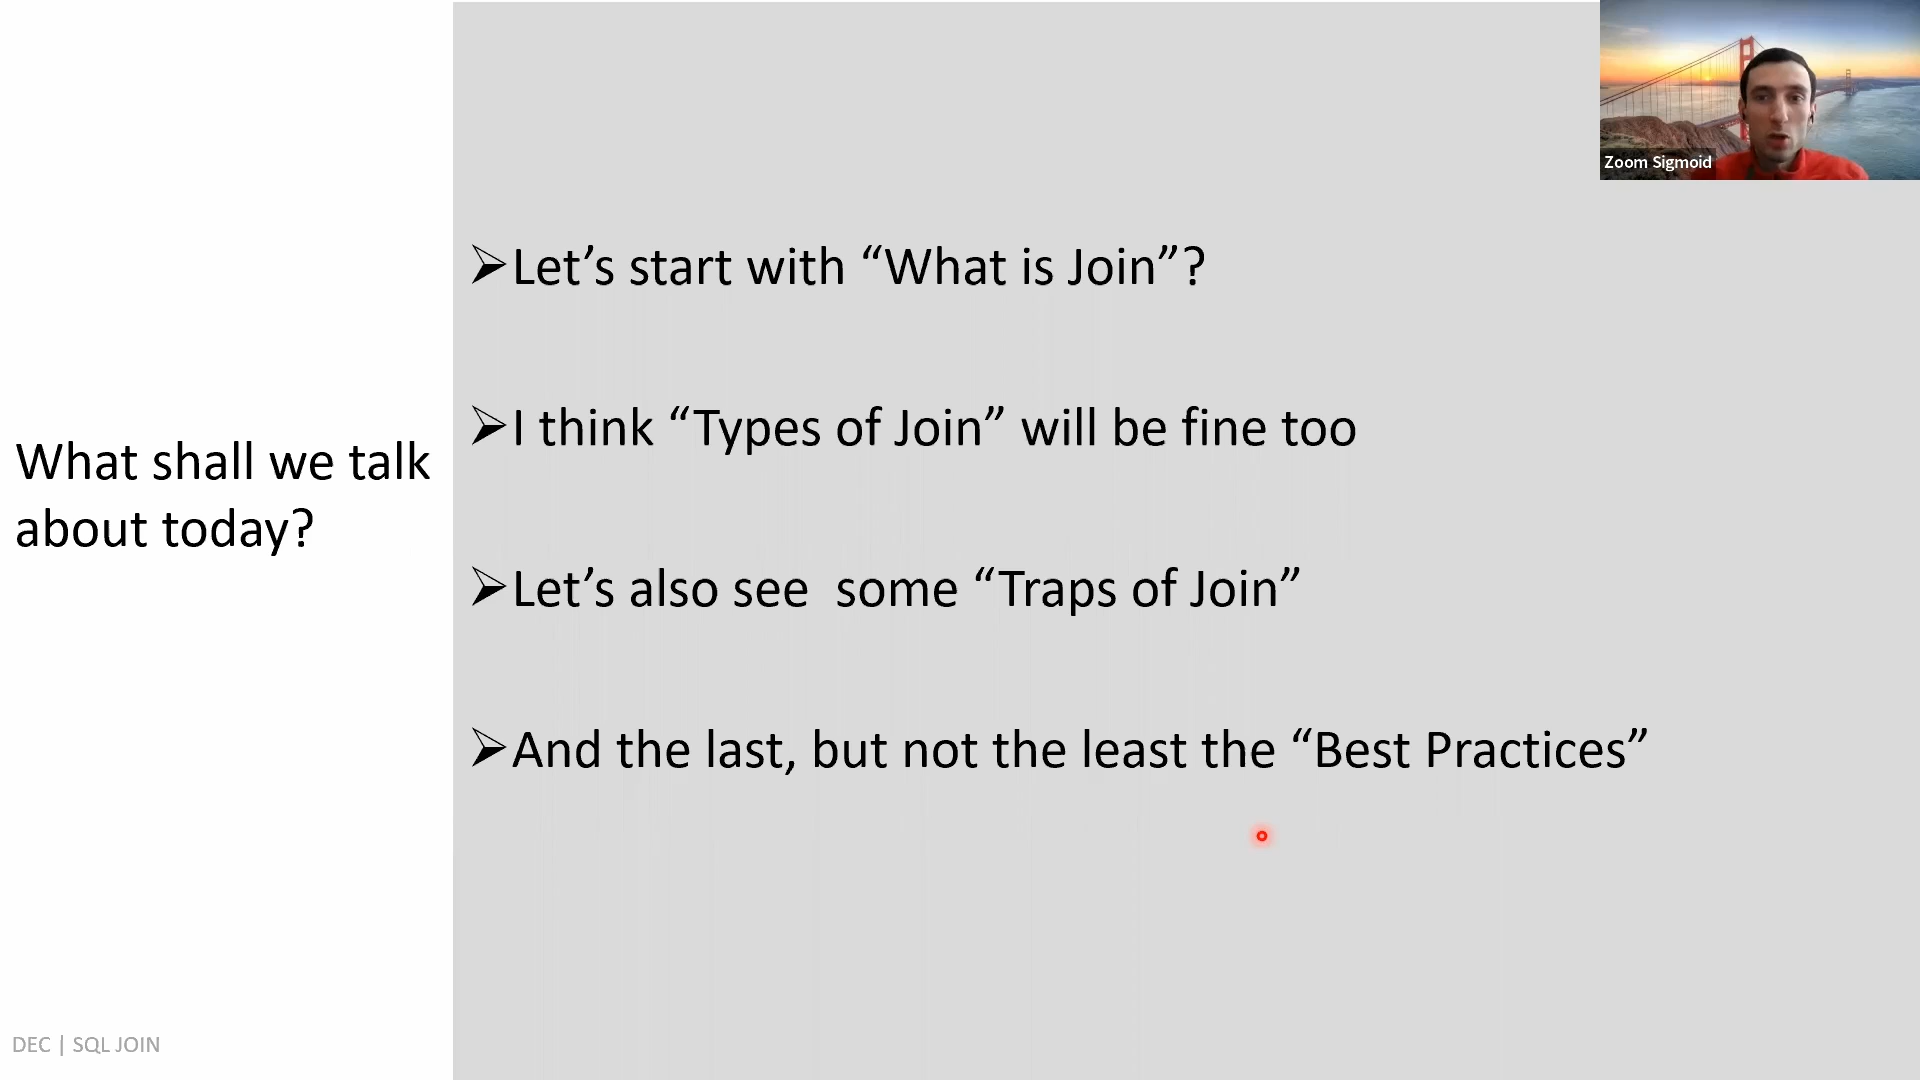 Zoom Sigmoid
What shall we talk
about today?
Let’s start with “What is Join”?
I think “Types of Join” will be fine too
Let’s also see  some “Traps of Join”
And the last, but not the least the “Best Practices”
DEC | SQL JOIN